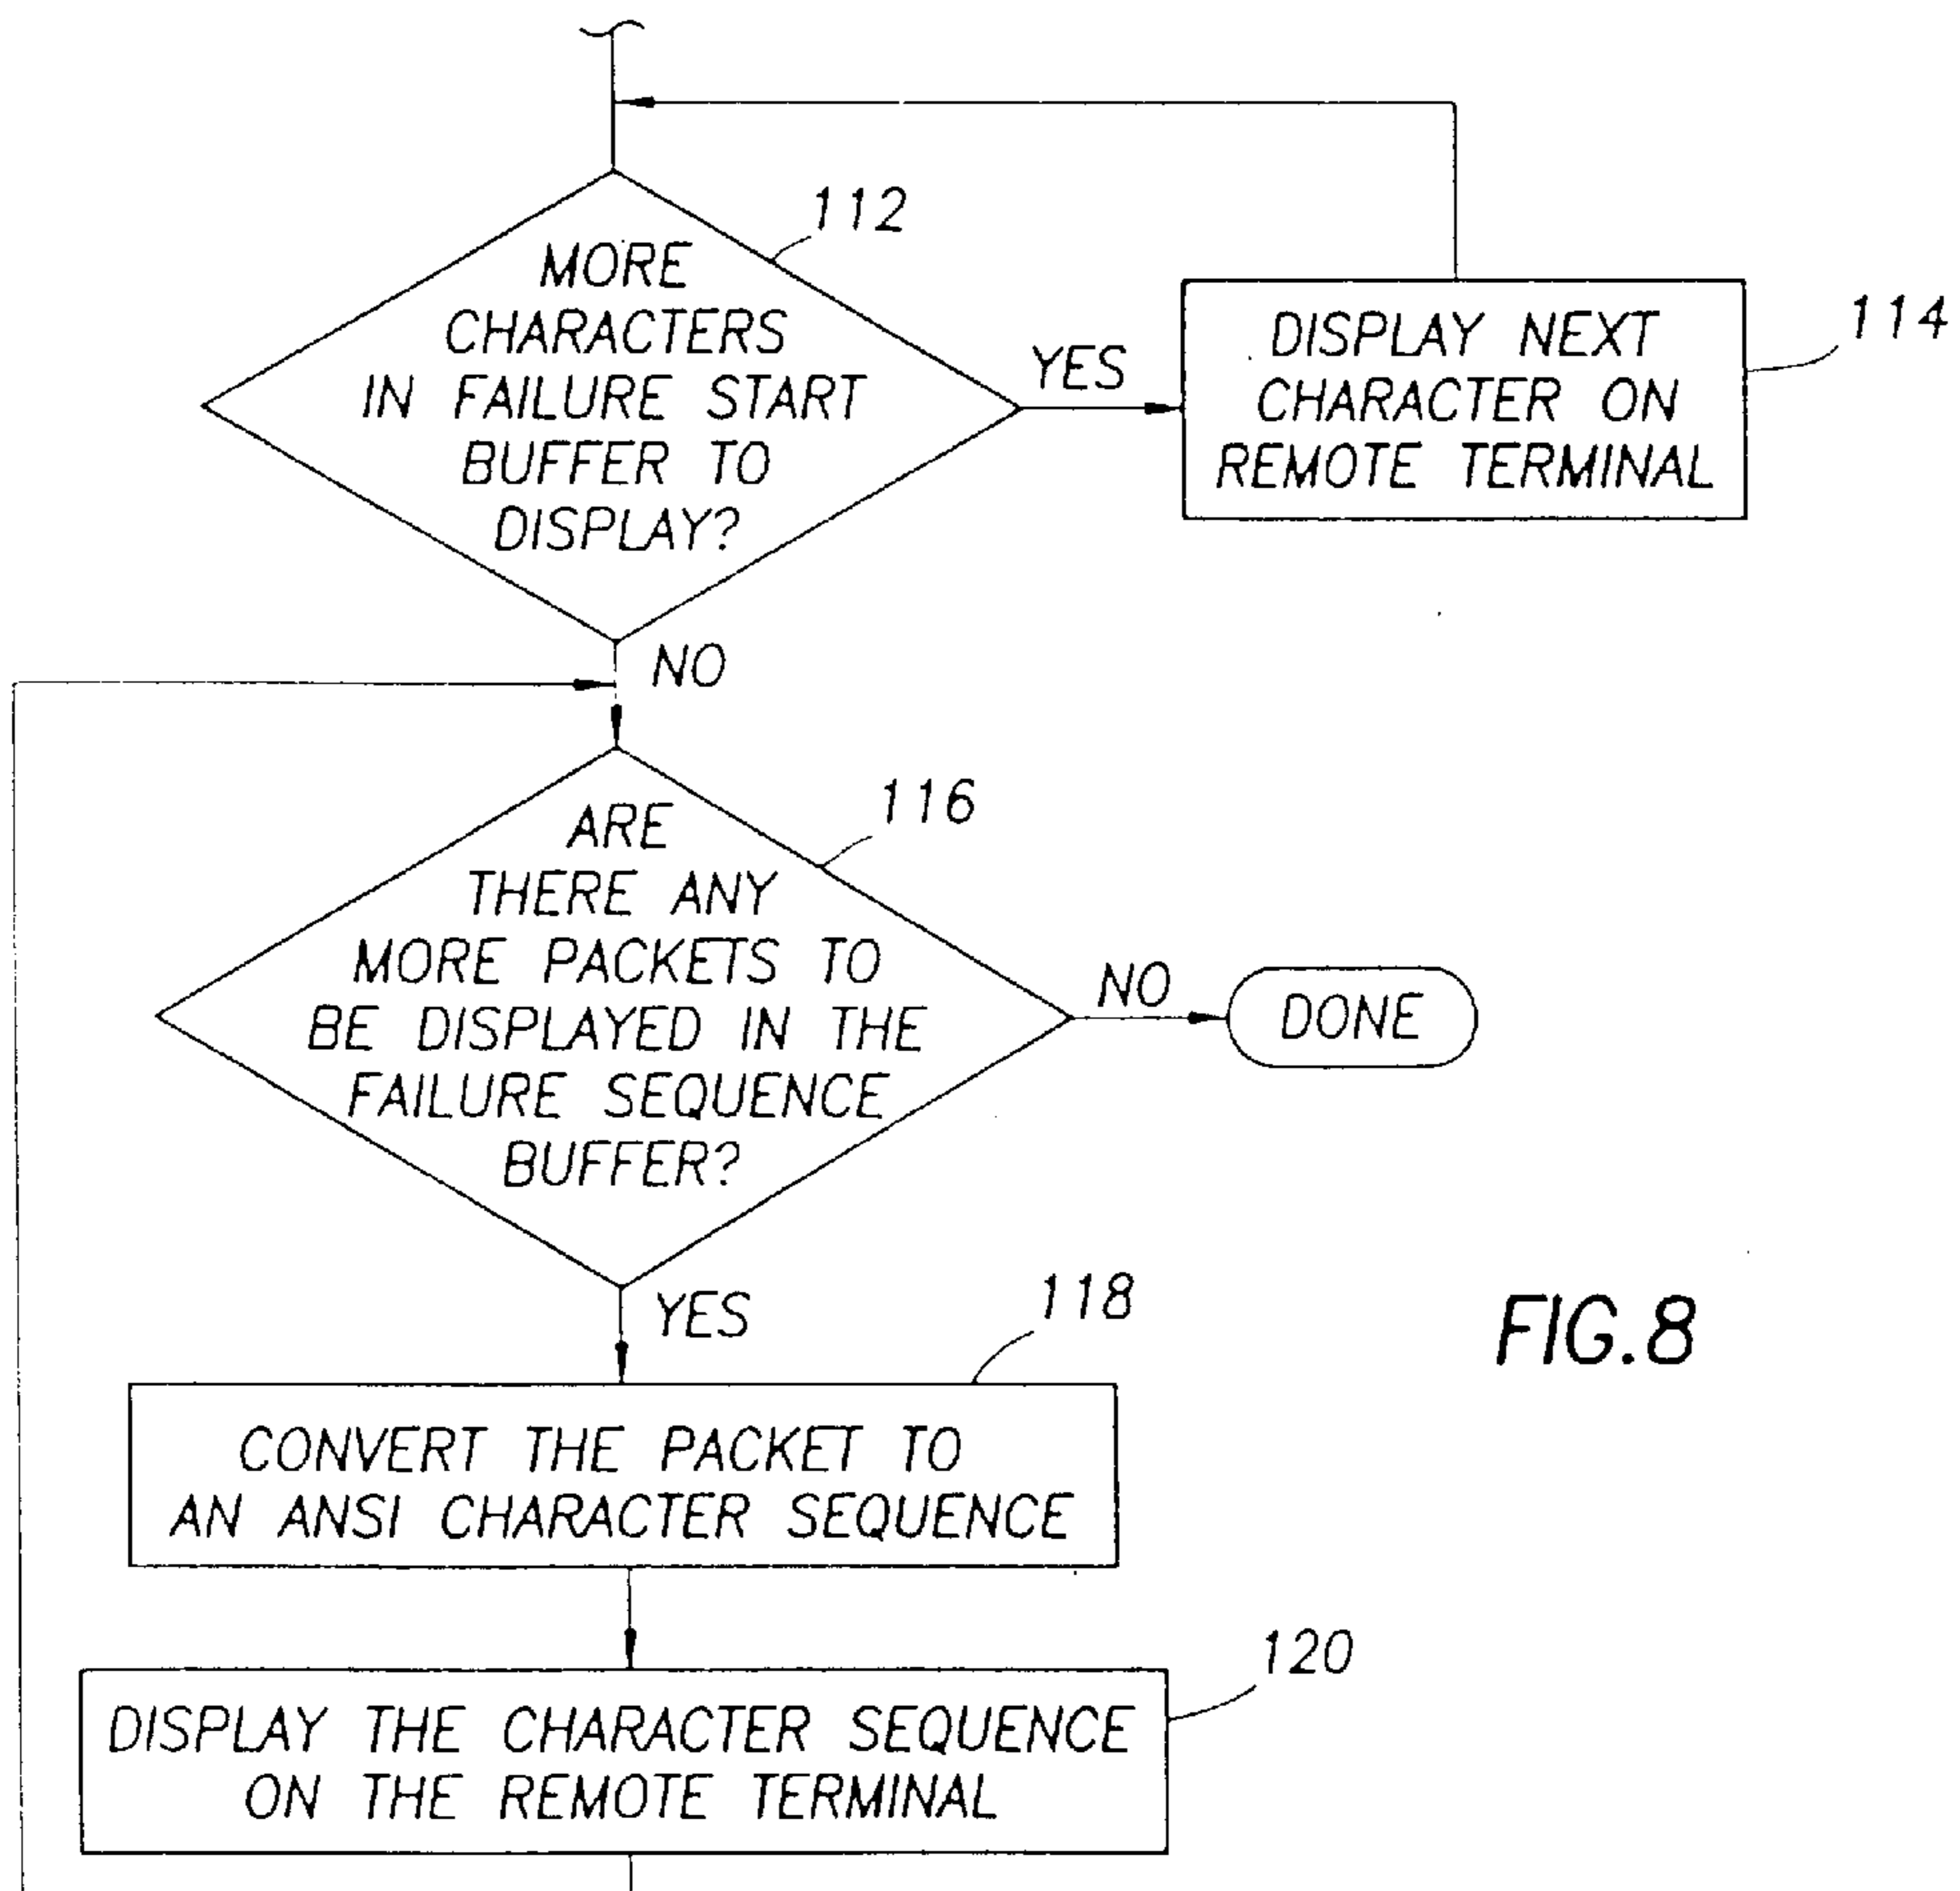 112
MORE
CHARACTERS
IN FAILURE START
BUFFER TO
DISPLAY?
YES
DISPLAY NEXT
CHARACTER ON
REMOTE TERMINAL
114
NO
116
ARE
THERE ANY
MORE PACKETS TO
BE DISPLAYED IN THE
FAILURE SEQUENCE
BUFFER?
NO
DONE
YES
118
CONVERT THE PACKET TO
AN ANSI CHARACTER SEQUENCE
FIG.8
120
DISPLAY THE CHARACTER SEQUENCE
ON THE REMOTE TERMINAL